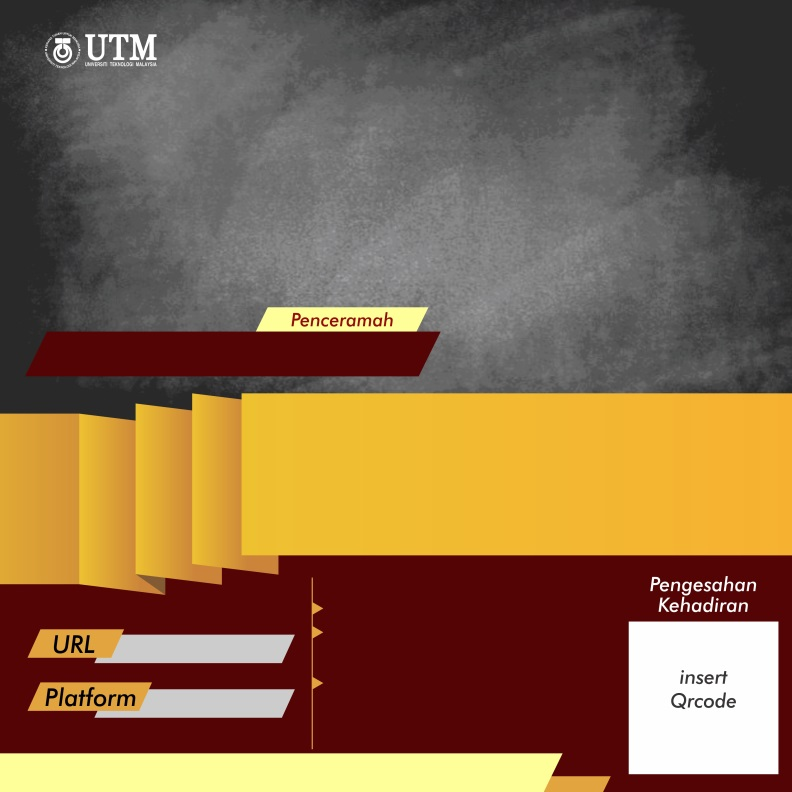 UTM
UNIVERSITI TEKNOLOGI MALAYSIA
Penceramah
Pengesahan
Kehadiran
URL
insert
Qrcode
Platform